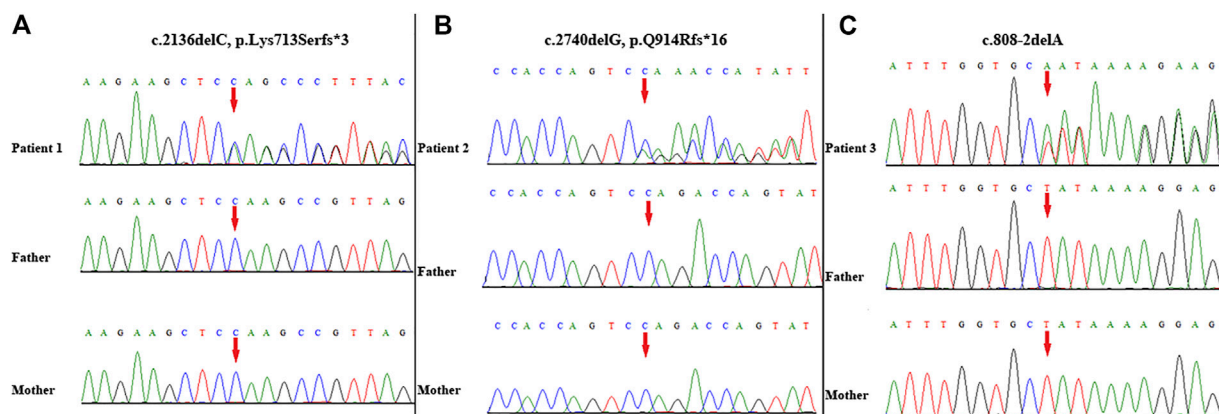 A
c.2136delC, p.Lys713Serfs*3
A A G A A G C T C C A G C C C T T T A C
Patient 1
A A G A A G C T C C A A G C C G T T A G
Father
A A G A A G C T C C A A G C C G T T A G
Mother
B
c.2740delG, p.Q914Rfs*16
C C A C C A G T C C A A A C C A T A T T
Patient 2
C C A C C A G T C C A G A C C A G T A T
Father
C C A C C A G T C C A G A C C A G T A T
Mother
C
c.808-2delA
A T T T G G T G C A A T A A A A G A A G
Patient 3
A T T T G G T G C T A T A A A A G G A G
Father
A T T T G G T G C T A T A A A A G G A G
Mother